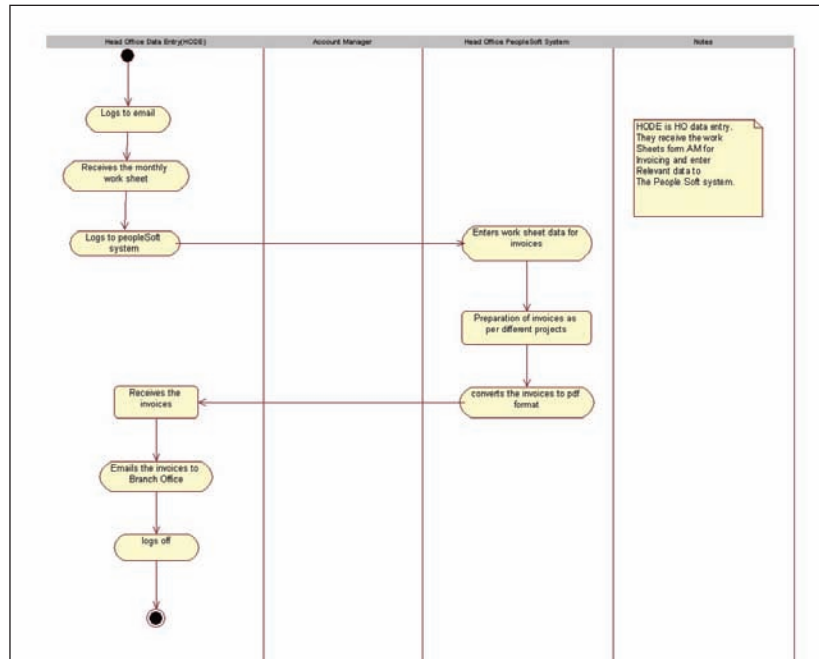 Head Office Data Entry(HODE)
Account Manager
Head Office PeopleSoft System
Notes
Logs to email
Receives the monthly
work sheet
Logs to peopleSoft
system
Enters work sheet data for
invoices
HODE is HO data entry.
They receive the work
Sheets form AM for
Invoicing and enter
Relevant data to
The People Soft system.
Preparation of invoices as
per different projects
Receives the
invoices
converts the invoices to pdf
format
Emails the invoices to
Branch Office
logs off